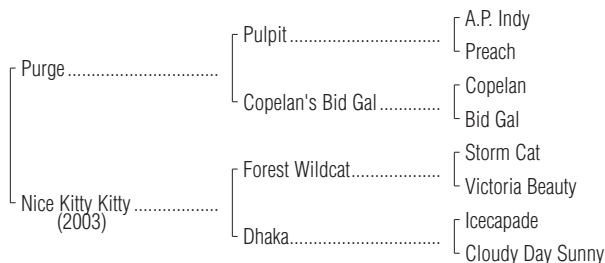 Purge
Nice Kitty Kitty
(2003)
Pulpit
Copelan's Bid Gal
Forest Wildcat
Dhaka
A.P. Indy
Preach
Copelan
Bid Gal
Storm Cat
Victoria Beauty
Icecapade
Cloudy Day Sunny